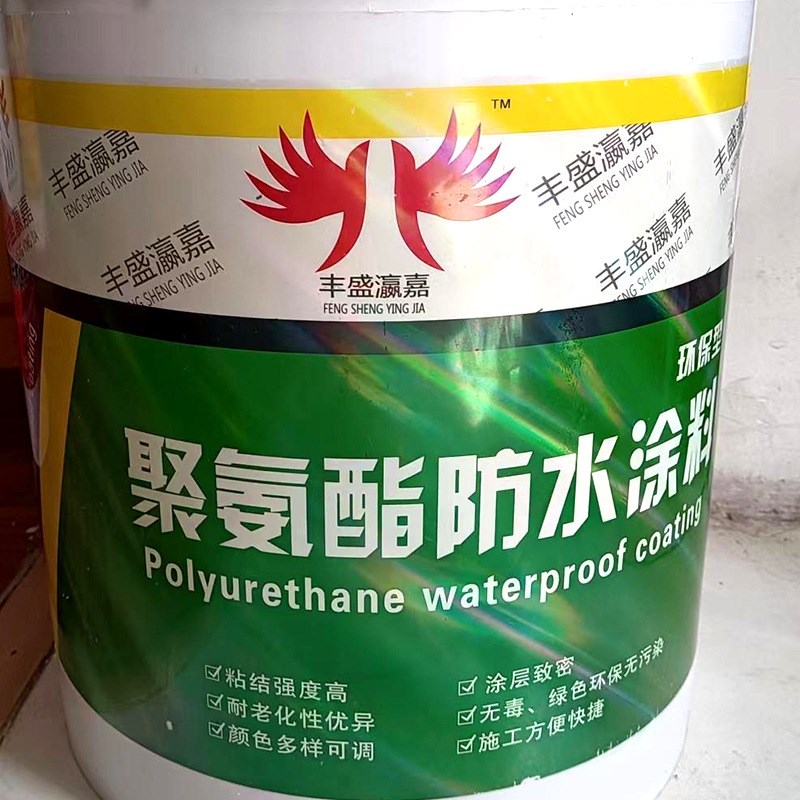 TM
丰盛瀛嘉
FENG SHENG YING JIA
丰盛瀛嘉
FENG SHENG YING JIA
丰盛瀛嘉
丰盛瀛嘉
SHENG YING JIA
丰盛瀛嘉
FENG SHENG YING JIA
丰盛瀛嘉
FENG SHENG YING JIA
环保型
聚氨酯防水涂料
Polyurethane waterproof coating
☑粘结强度高
☑耐老化性优异
☑颜色多样可调
☑涂层致密
☑无毒、绿色环保无污染
☑施工方便快捷